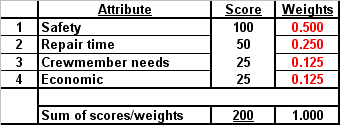 Attribute Score Weights
1 Safety 100 0.500
2 Repair time 50 0.250
3 Crewmember needs 25 0.125
4 Economic 25 0.125
Sum of scores/weights 200 1.000